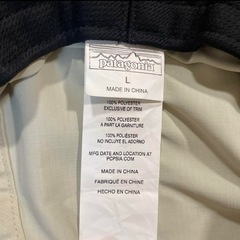 patagonia
L
MADE IN CHINA
100% POLYESTER
EXCLUSIVE OF TRIM
100% POLYESTER
A PART LA GARNITURE
100% POLIÉSTER
NO INCLUYE EL ADORNO
MFG DATE AND LOCATION AT
PCPSIA.COM
MADE IN CHINA
FABRIQUÉ EN CHINE
HECHO EN CHINA